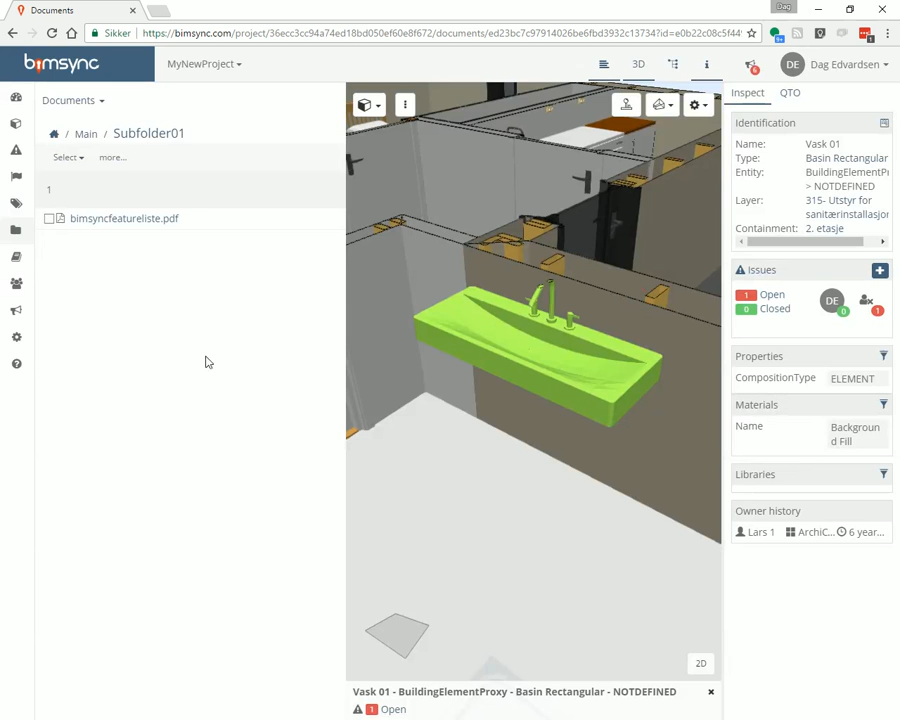 Documents
Dag
Sikker
https://bimsync.com/project/36ecc3cc94a74ed18bd050ef60e8f672/documents/ed23bc7c97914026be6fbd3932c13734?id=e0b22c08c5f44
bimsync
MyNewProject
6
DE
Dag Edvardsen
Documents
Main / Subfolder01
Select
more...
1
bimsyncfeatureliste.pdf
3D
2D
Vask 01 - BuildingElementProxy - Basin Rectangular - NOTDEFINED
1 Open
Inspect
QTO
Identification
Name: Vask 01
Type: Basin Rectangular
Entity: BuildingElementPr
> NOTDEFINED
Layer: 315- Utstyr for
sanitærinstallasjor
Containment: 2. etasje
Issues
1 Open
0 Closed
DE
0
1
Properties
CompositionType ELEMENT
Materials
Name Backgroun
d Fill
Libraries
Owner history
Lars 1 ArchiC... 6 year...